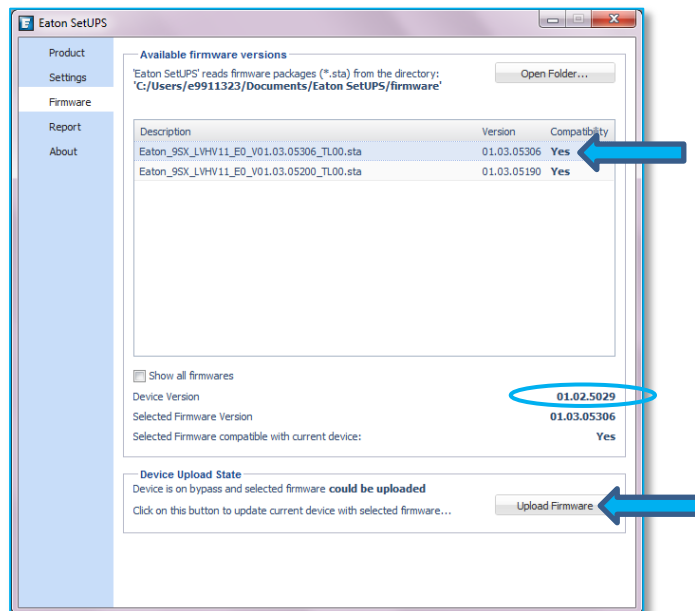 Eaton SetUPS
Product
Settings
Firmware
Report
About
Available firmware versions
'Eaton SetUPS' reads firmware packages (*.sta) from the directory:
'C:/Users/e9911323/Documents/Eaton SetUPS/firmware'
Open Folder...
Description Version Compatibility
Eaton_9SX_LVHV11_E0_V01.03.05306_TL00.sta 01.03.05306 Yes
Eaton_9SX_LVHV11_E0_V01.03.05200_TL00.sta 01.03.05190 Yes
Show all firmwares
Device Version 01.02.5029
Selected Firmware Version 01.03.05306
Selected Firmware compatible with current device: Yes
Device Upload State
Device is on bypass and selected firmware could be uploaded
Click on this button to update current device with selected firmware...
Upload Firmware